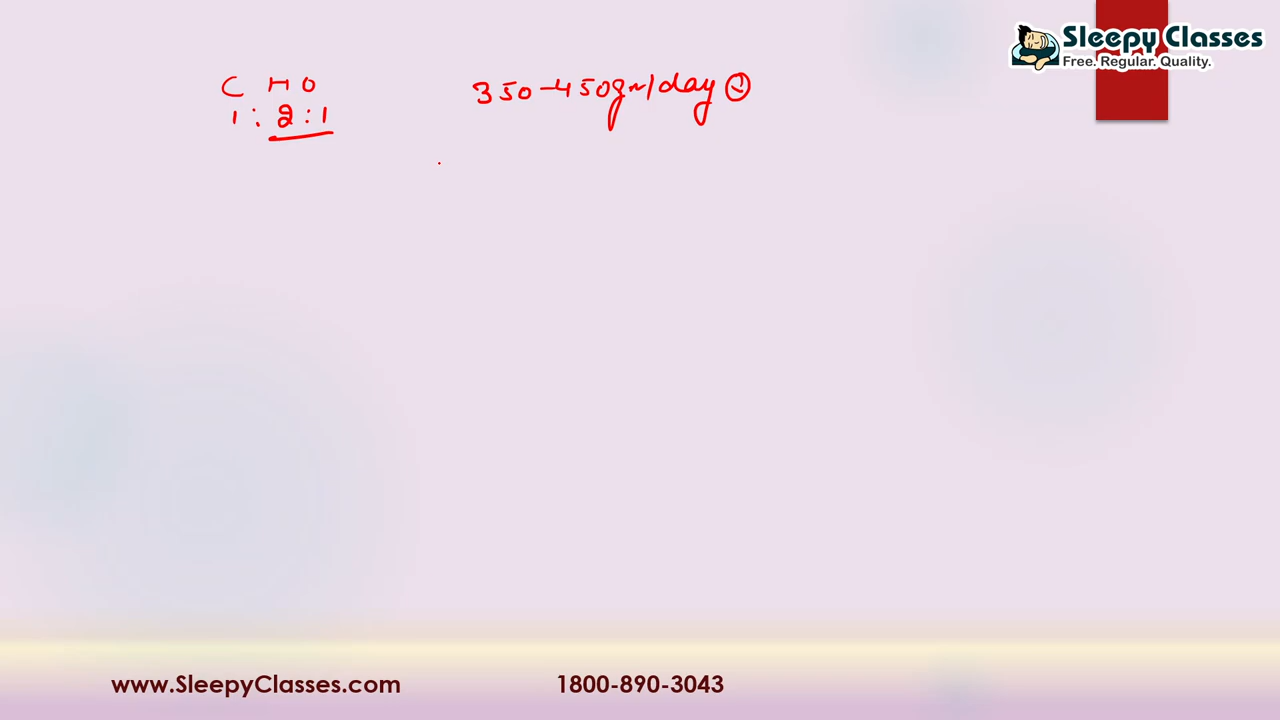 Sleepy Classes
Free. Regular. Quality.
C H O 350-450gm/day
1:2:1
www.SleepyClasses.com 1800-890-3043